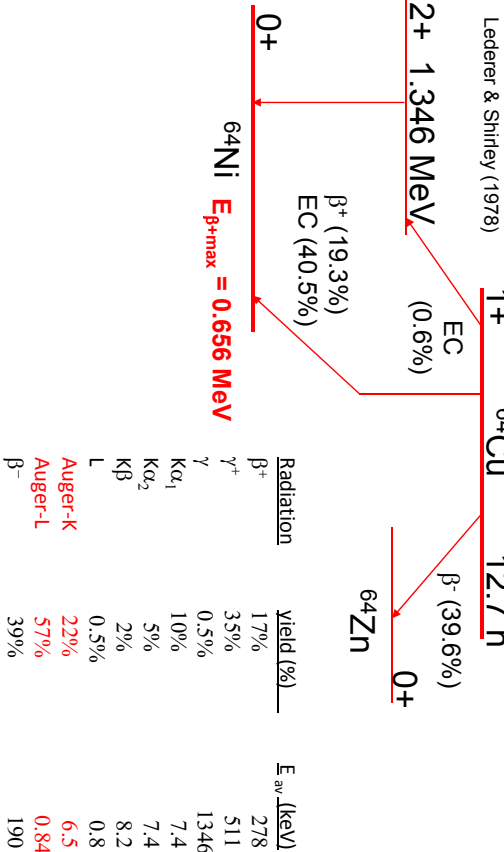 Lederer & Shirley (1978)
1+ ⁶⁴Cu 12.7 h
2+ 1.346 MeV
EC
(0.6%)
β⁻ (39.6%)
β⁺ (19.3%)
EC (40.5%)
0+
⁶⁴Zn
0+
⁶⁴Ni
Eβ+max = 0.656 MeV
Radiation yield (%) E av (keV)
β⁺ 17% 278
γ⁺ 35% 511
γ 0.5% 1346
Kα₁ 10% 7.4
Kα₂ 5% 7.4
Kβ 2% 8.2
L 0.5% 0.8
Auger-K 22% 6.5
Auger-L 57% 0.84
β⁻ 39% 190